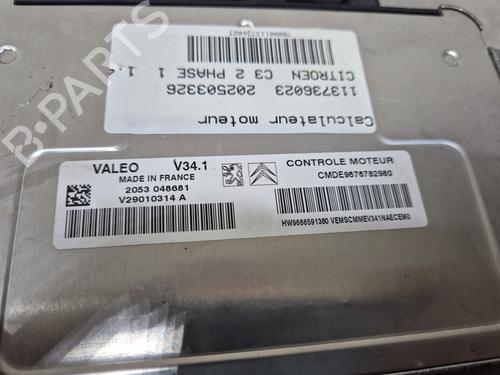 Calculateur moteur
113736023 202503326
CITROEN C3 2 PHASE 1 1.4
VALEO V34.1
MADE IN FRANCE
2053 048681
V29010314 A
CONTROLE MOTEUR
CMDE9676782980
HW9666591380 VEMSCMMEV341NAECEM0
B-Parts